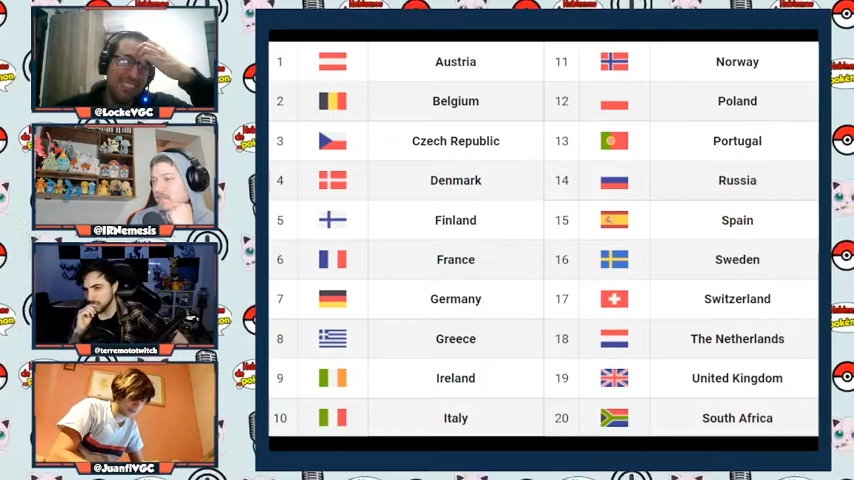 @LockeVGC
@IRNemesis
@terremototwitch
@JuanfiVGC
1 Austria
2 Belgium
3 Czech Republic
4 Denmark
5 Finland
6 France
7 Germany
8 Greece
9 Ireland
10 Italy
11 Norway
12 Poland
13 Portugal
14 Russia
15 Spain
16 Sweden
17 Switzerland
18 The Netherlands
19 United Kingdom
20 South Africa